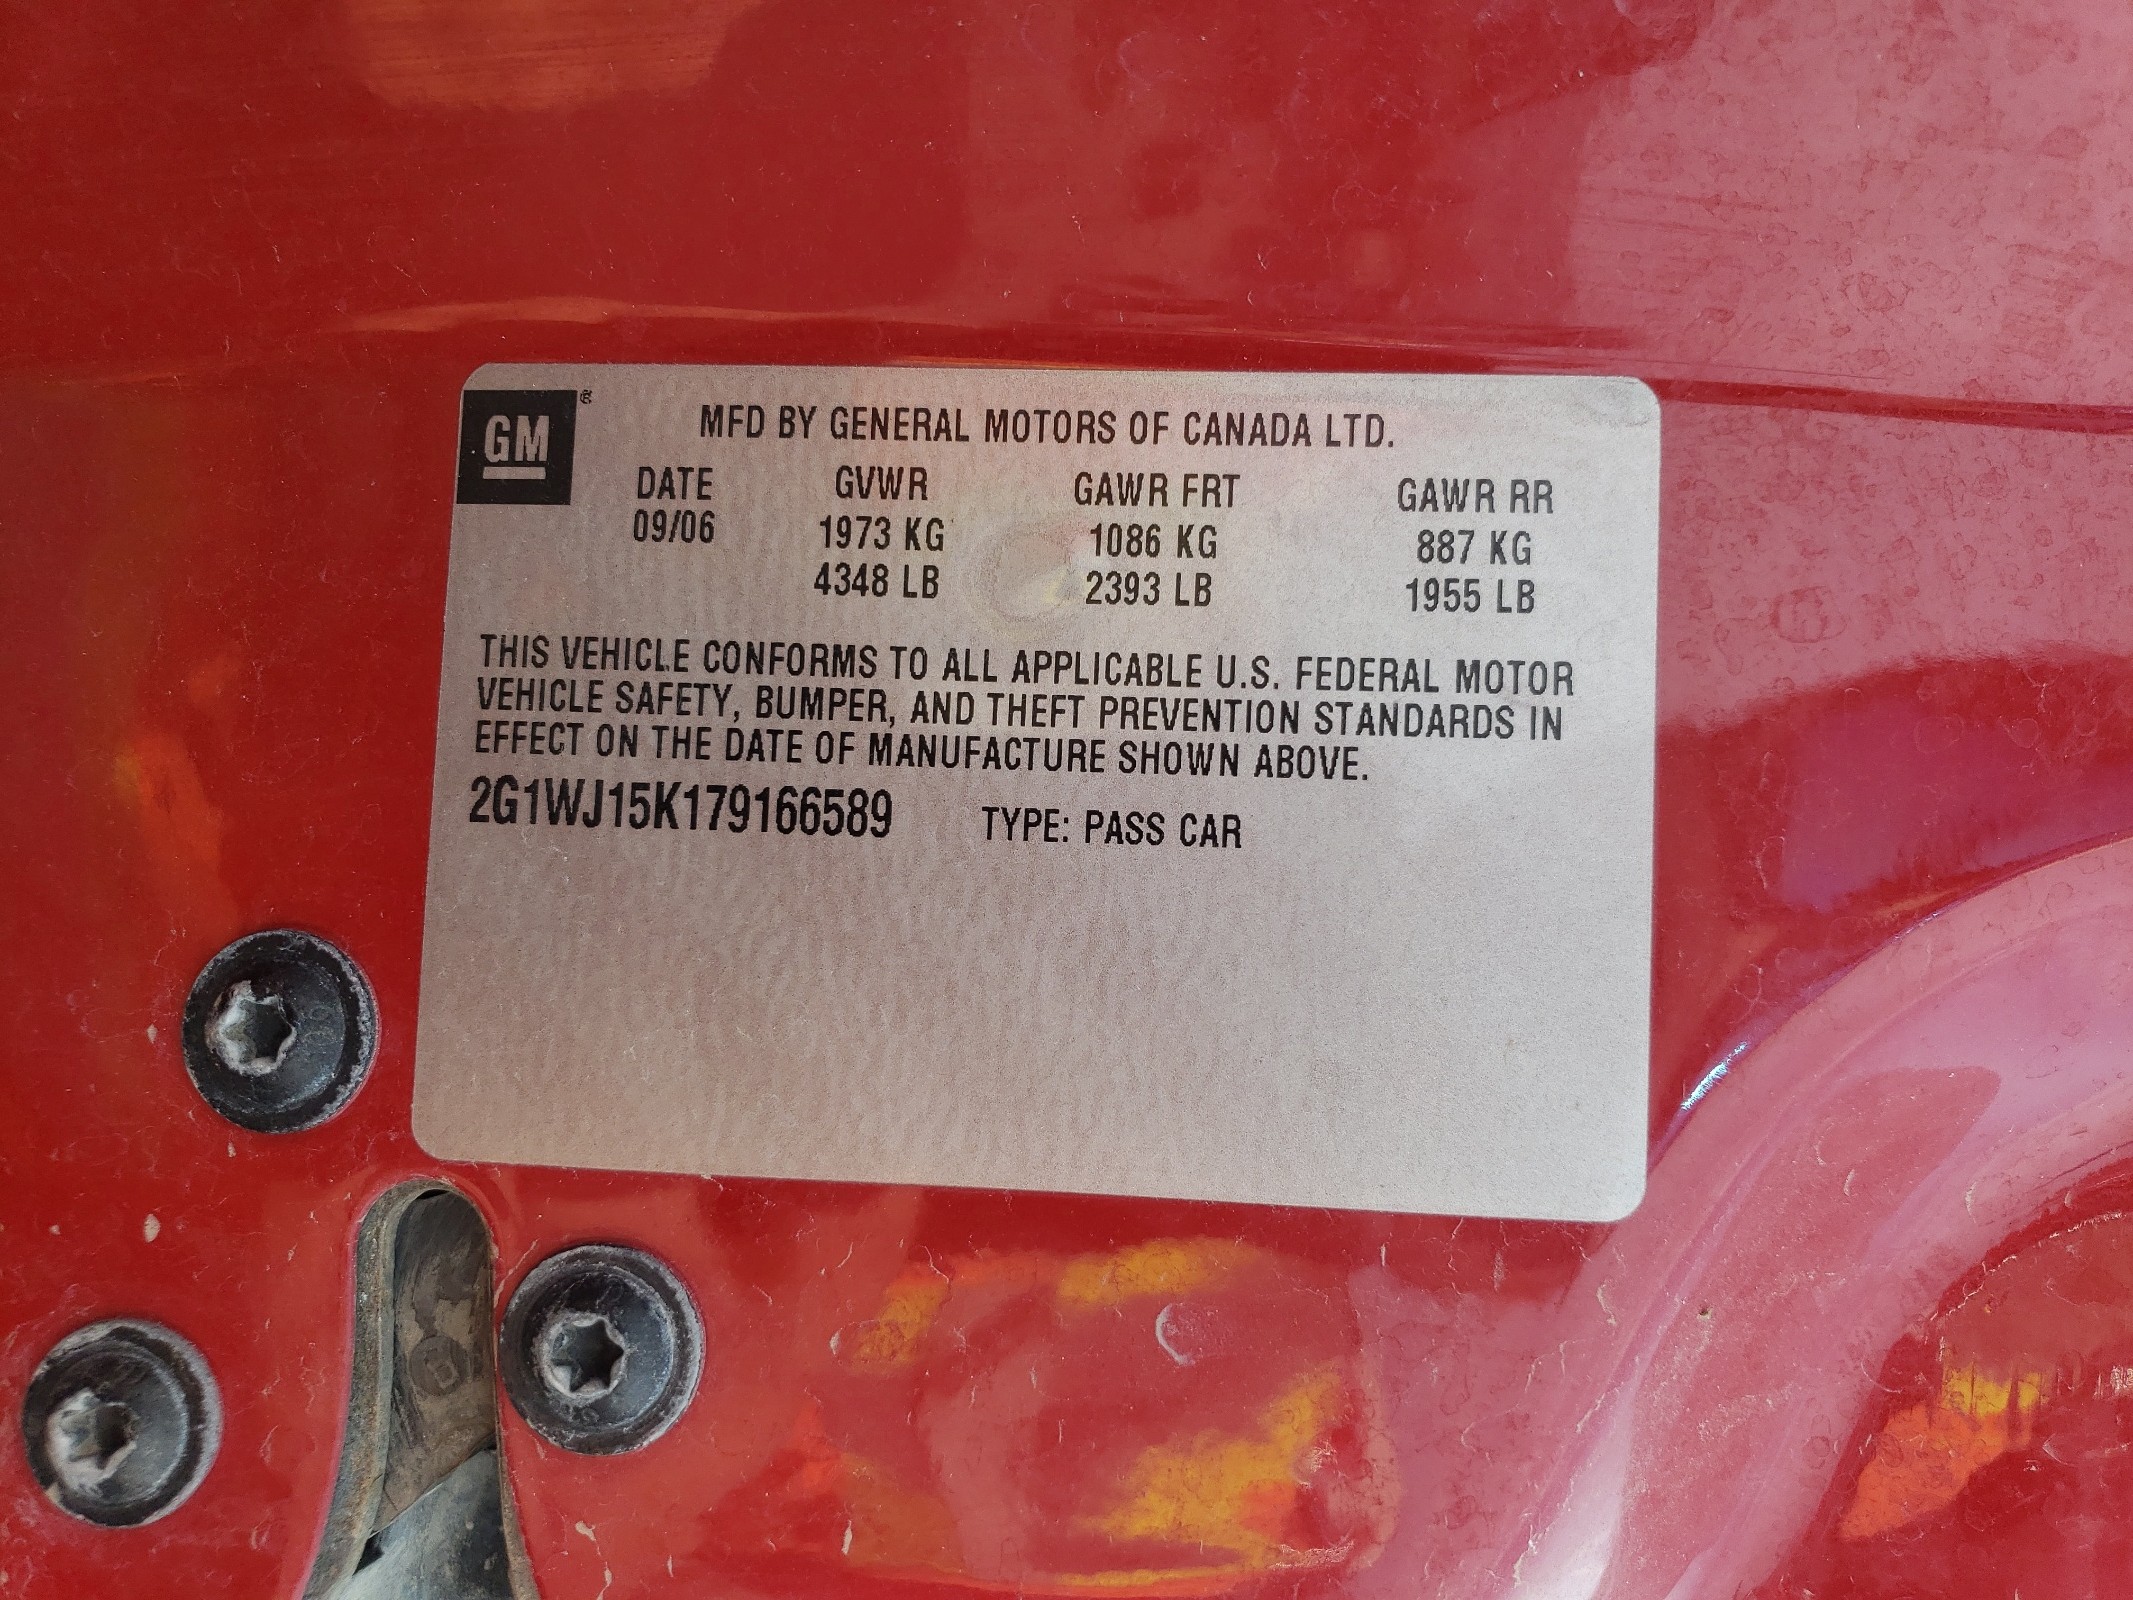 GM ®
MFD BY GENERAL MOTORS OF CANADA LTD.
DATE GVWR GAWR FRT GAWR RR
09/06 1973 KG 1086 KG 887 KG
4348 LB 2393 LB 1955 LB
THIS VEHICLE CONFORMS TO ALL APPLICABLE U.S. FEDERAL MOTOR
VEHICLE SAFETY, BUMPER, AND THEFT PREVENTION STANDARDS IN
EFFECT ON THE DATE OF MANUFACTURE SHOWN ABOVE.
2G1WJ15K179166589 TYPE: PASS CAR